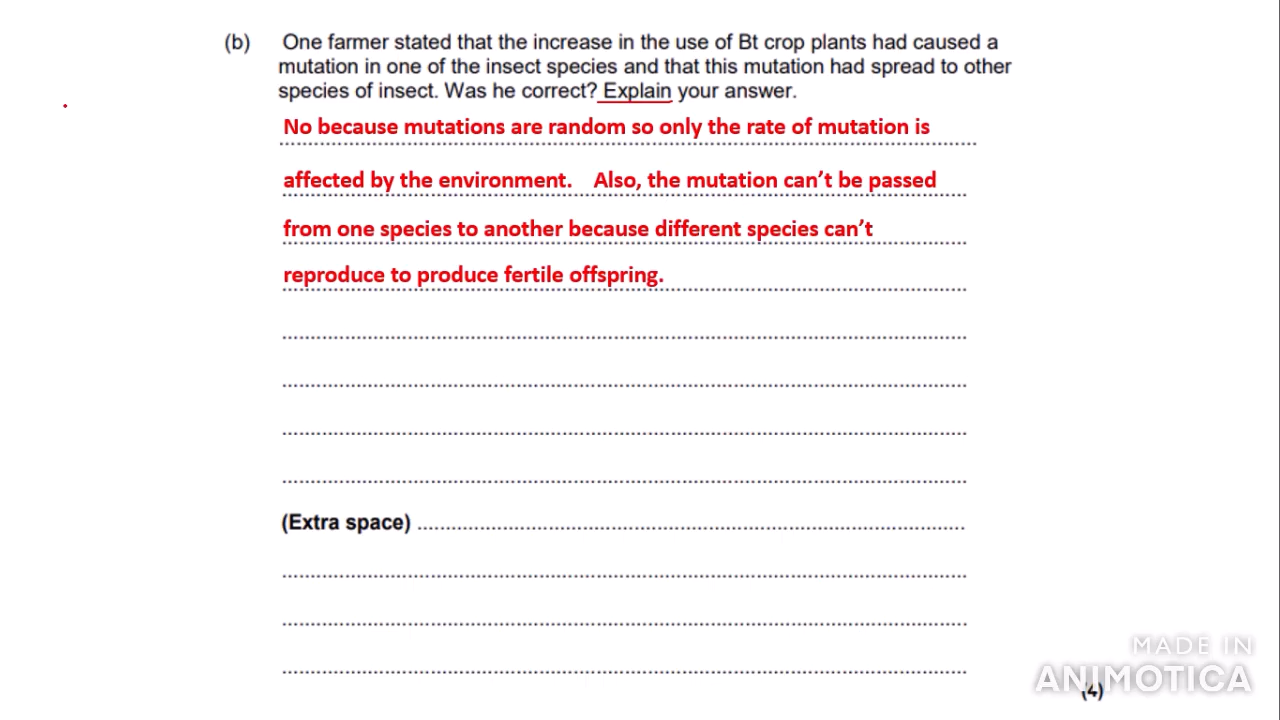 (b) One farmer stated that the increase in the use of Bt crop plants had caused a
mutation in one of the insect species and that this mutation had spread to other
species of insect. Was he correct? Explain your answer.
No because mutations are random so only the rate of mutation is
affected by the environment. Also, the mutation can't be passed
from one species to another because different species can't
reproduce to produce fertile offspring.
(Extra space)
MADE IN
ANIMOTICA
(4)